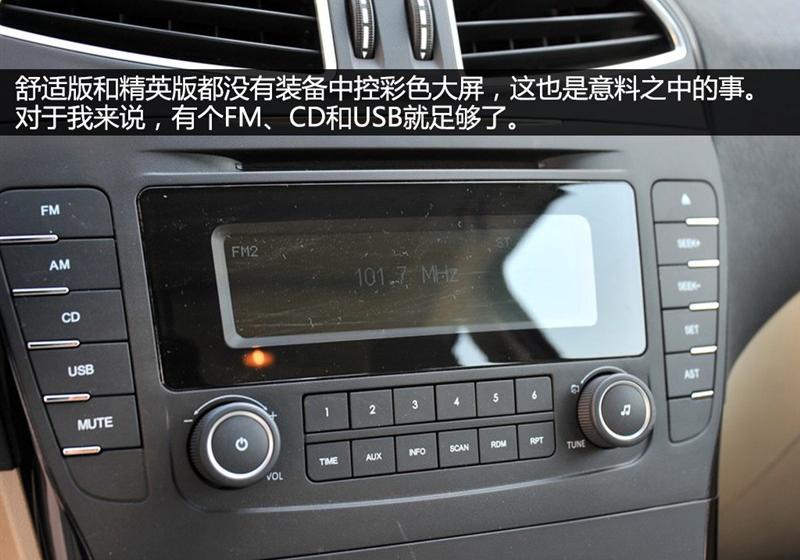 舒适版和精英版都没有装备中控彩色大屏，这也是意料之中的事。
对于我来说，有个FM、CD和USB就足够了。
FM
AM
CD
USB
MUTE
FM2
ST
101.7 MHz
SEEK+
SEEK-
SET
AST
1 2 3 4 5 6
TIME AUX INFO SCAN RDM RPT
- +
VOL
TUNE